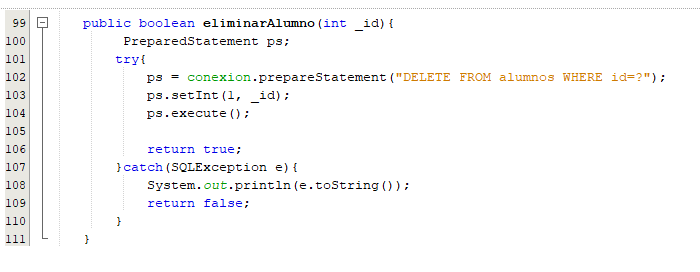 99 public boolean eliminarAlumno(int _id){
100 PreparedStatement ps;
101 try{
102 ps = conexion.prepareStatement("DELETE FROM alumnos WHERE id=?");
103 ps.setInt(1, _id);
104 ps.execute();
105
106 return true;
107 }catch(SQLException e){
108 System.out.println(e.toString());
109 return false;
110 }
111 }